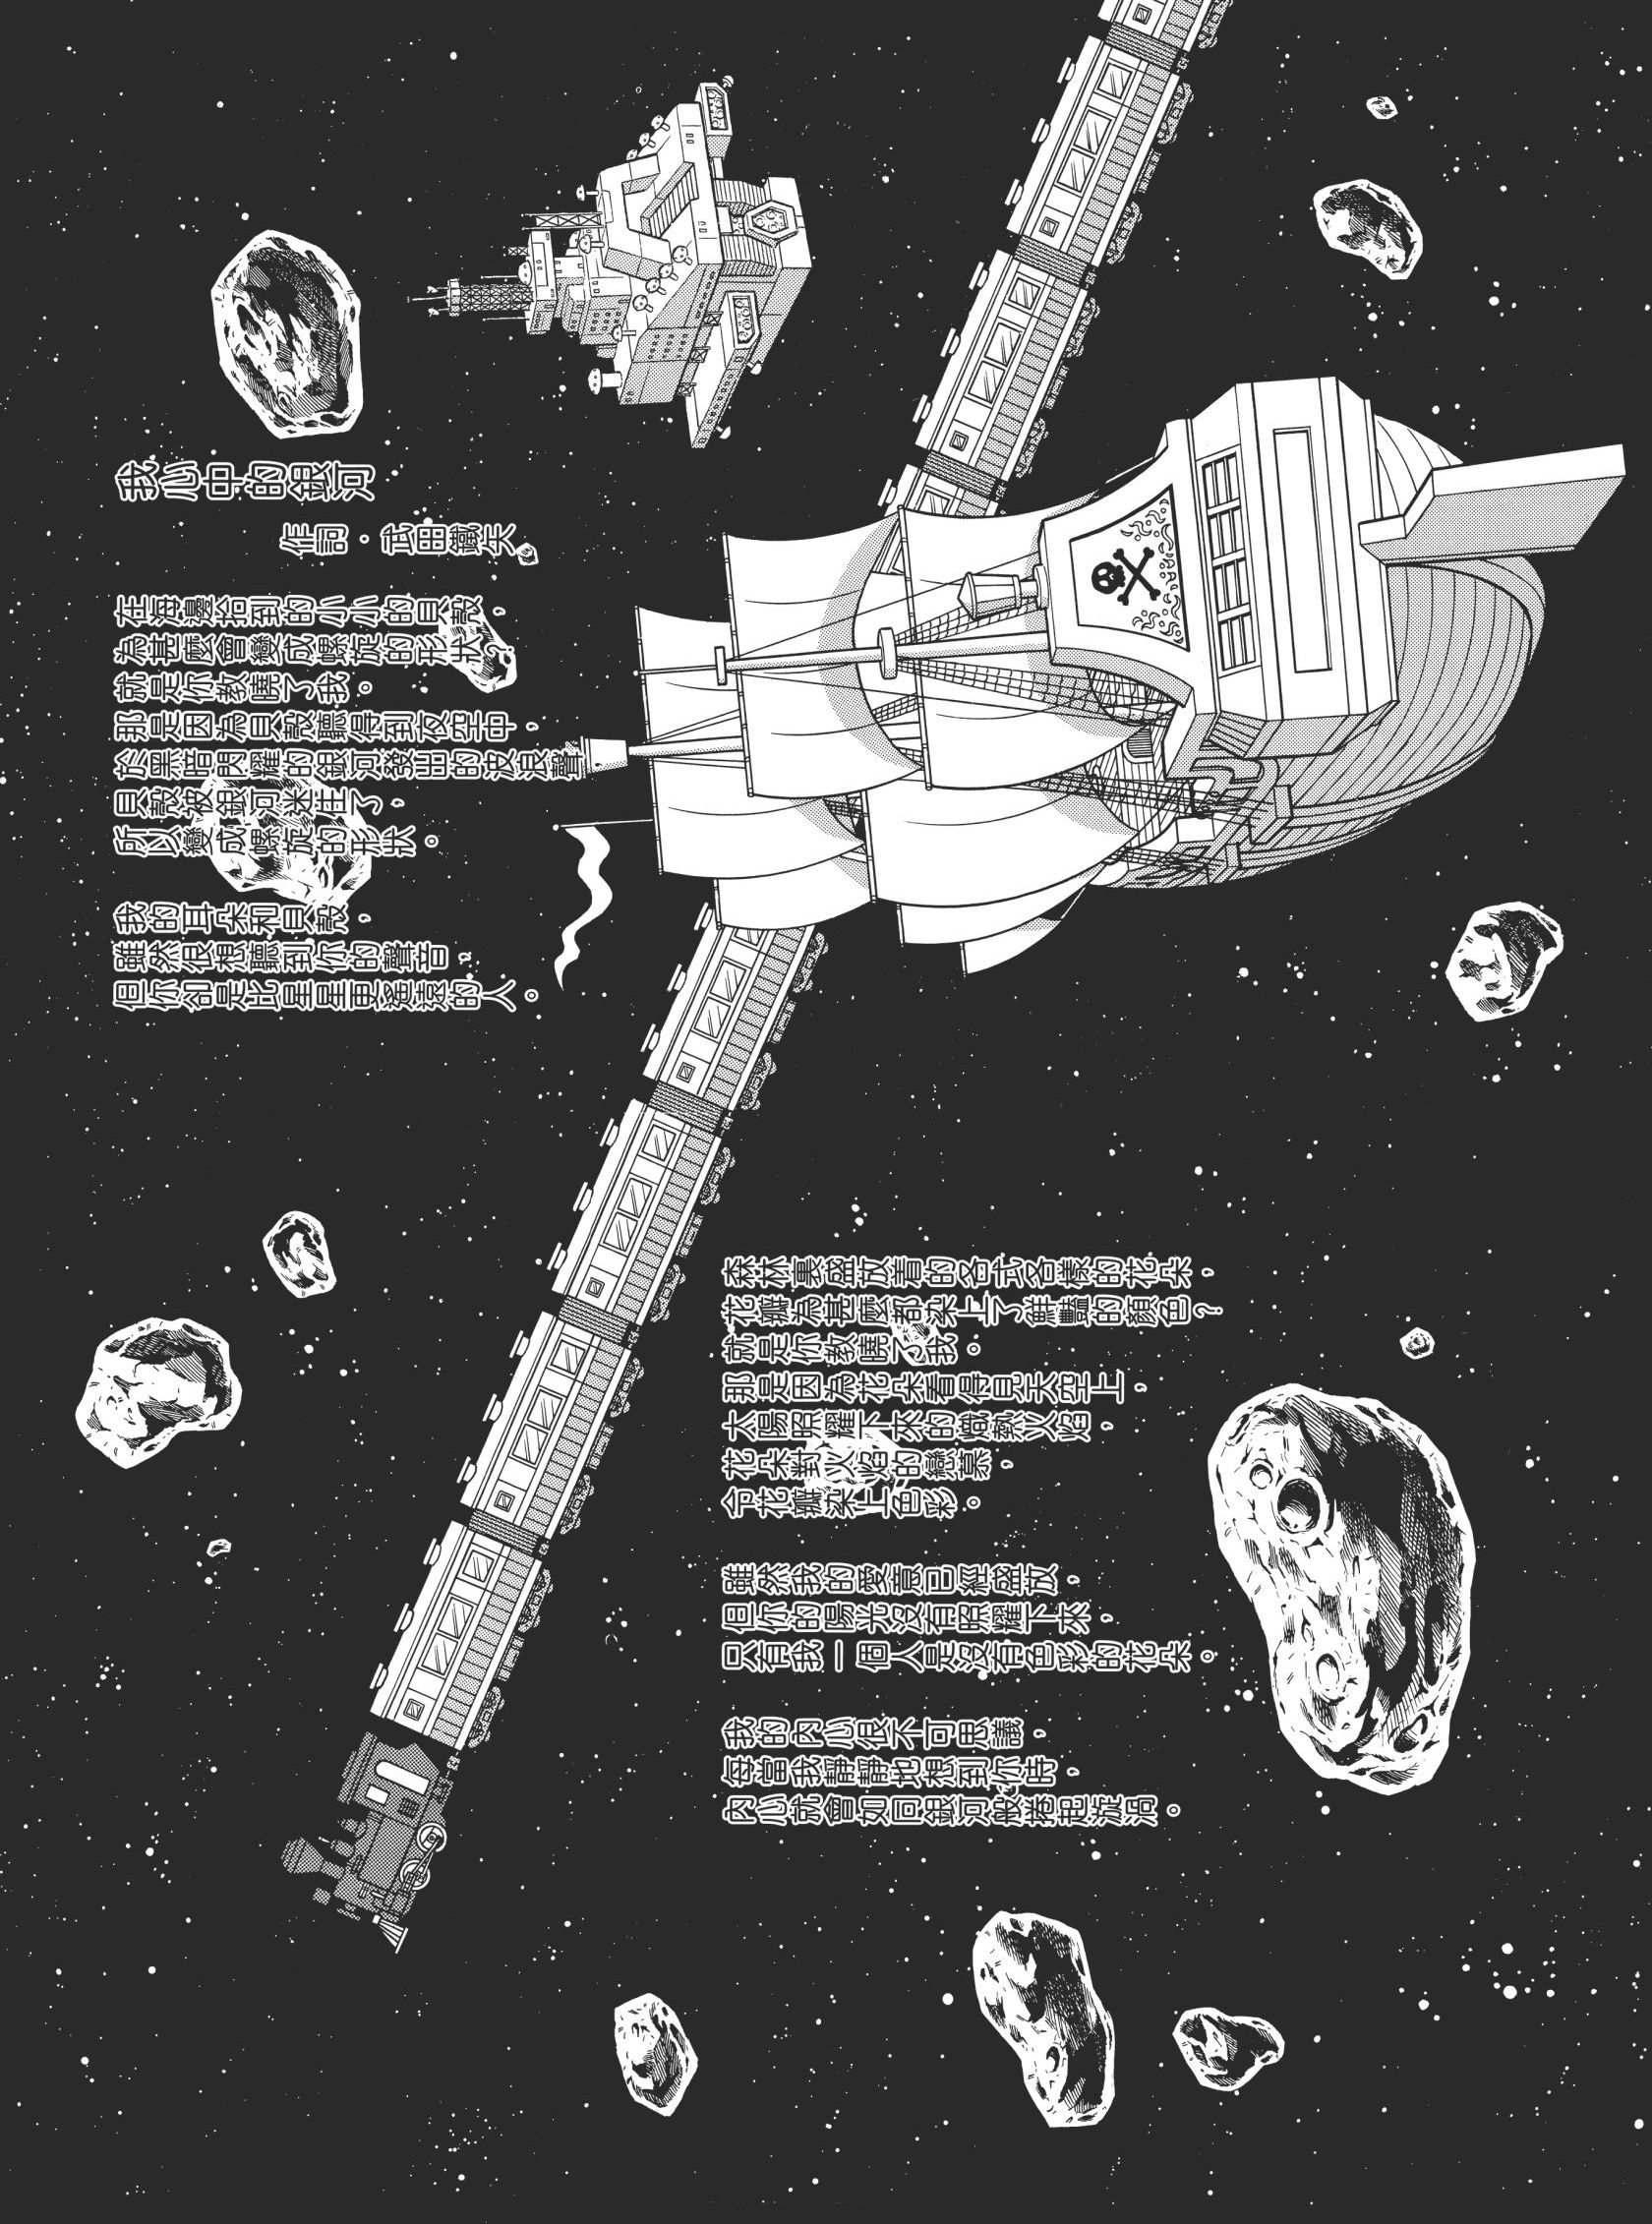 我心中的銀河
作詞・武田鐵矢
在海邊拾到的小小的貝殼，
為甚麼會變成螺旋的形狀？
就是你教曉了我。
那是因為貝殼聽得到夜空中，
於黑暗閃耀的銀河發出的波浪聲
貝殼被銀河迷住了，
所以變成螺旋的形狀。
我的耳朵和貝殼，
雖然很想聽到你的聲音，
但你卻是比星星更遙遠的人。
森林裏盛放着的各式各樣的花朵，
花瓣為甚麼都染上了鮮豔的顏色？
就是你教曉了我。
那是因為花朵看得見天空上，
太陽照耀下來的熾熱火焰，
花朵對火焰的戀慕，
令花瓣染上色彩。
雖然我的愛意已經盛放，
但你的陽光沒有照耀下來，
只有我一個人是沒有色彩的花朵。
我的內心很不可思議，
每當我靜靜地想到你時，
內心就會如同銀河般捲起漩渦。